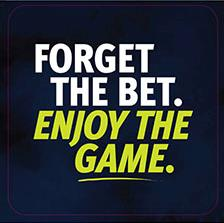 FORGET
THE BET.
ENJOY THE
GAME.